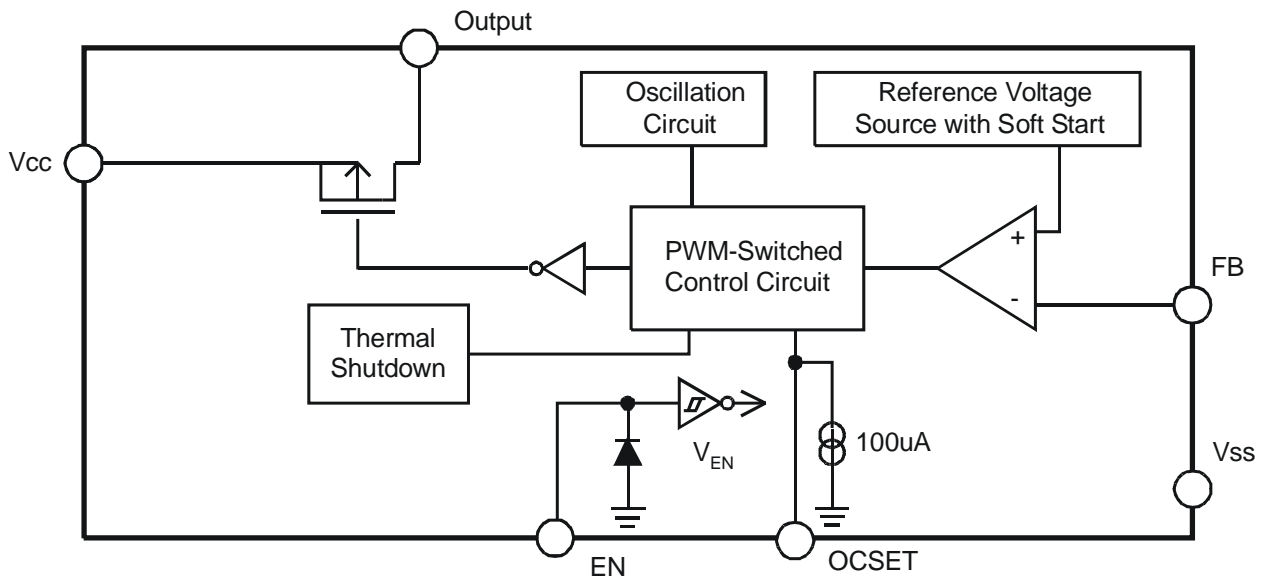 Output
Vcc
Oscillation
Circuit
Reference Voltage
Source with Soft Start
PWM-Switched
Control Circuit
+
-
FB
Thermal
Shutdown
VEN
100uA
Vss
EN
OCSET